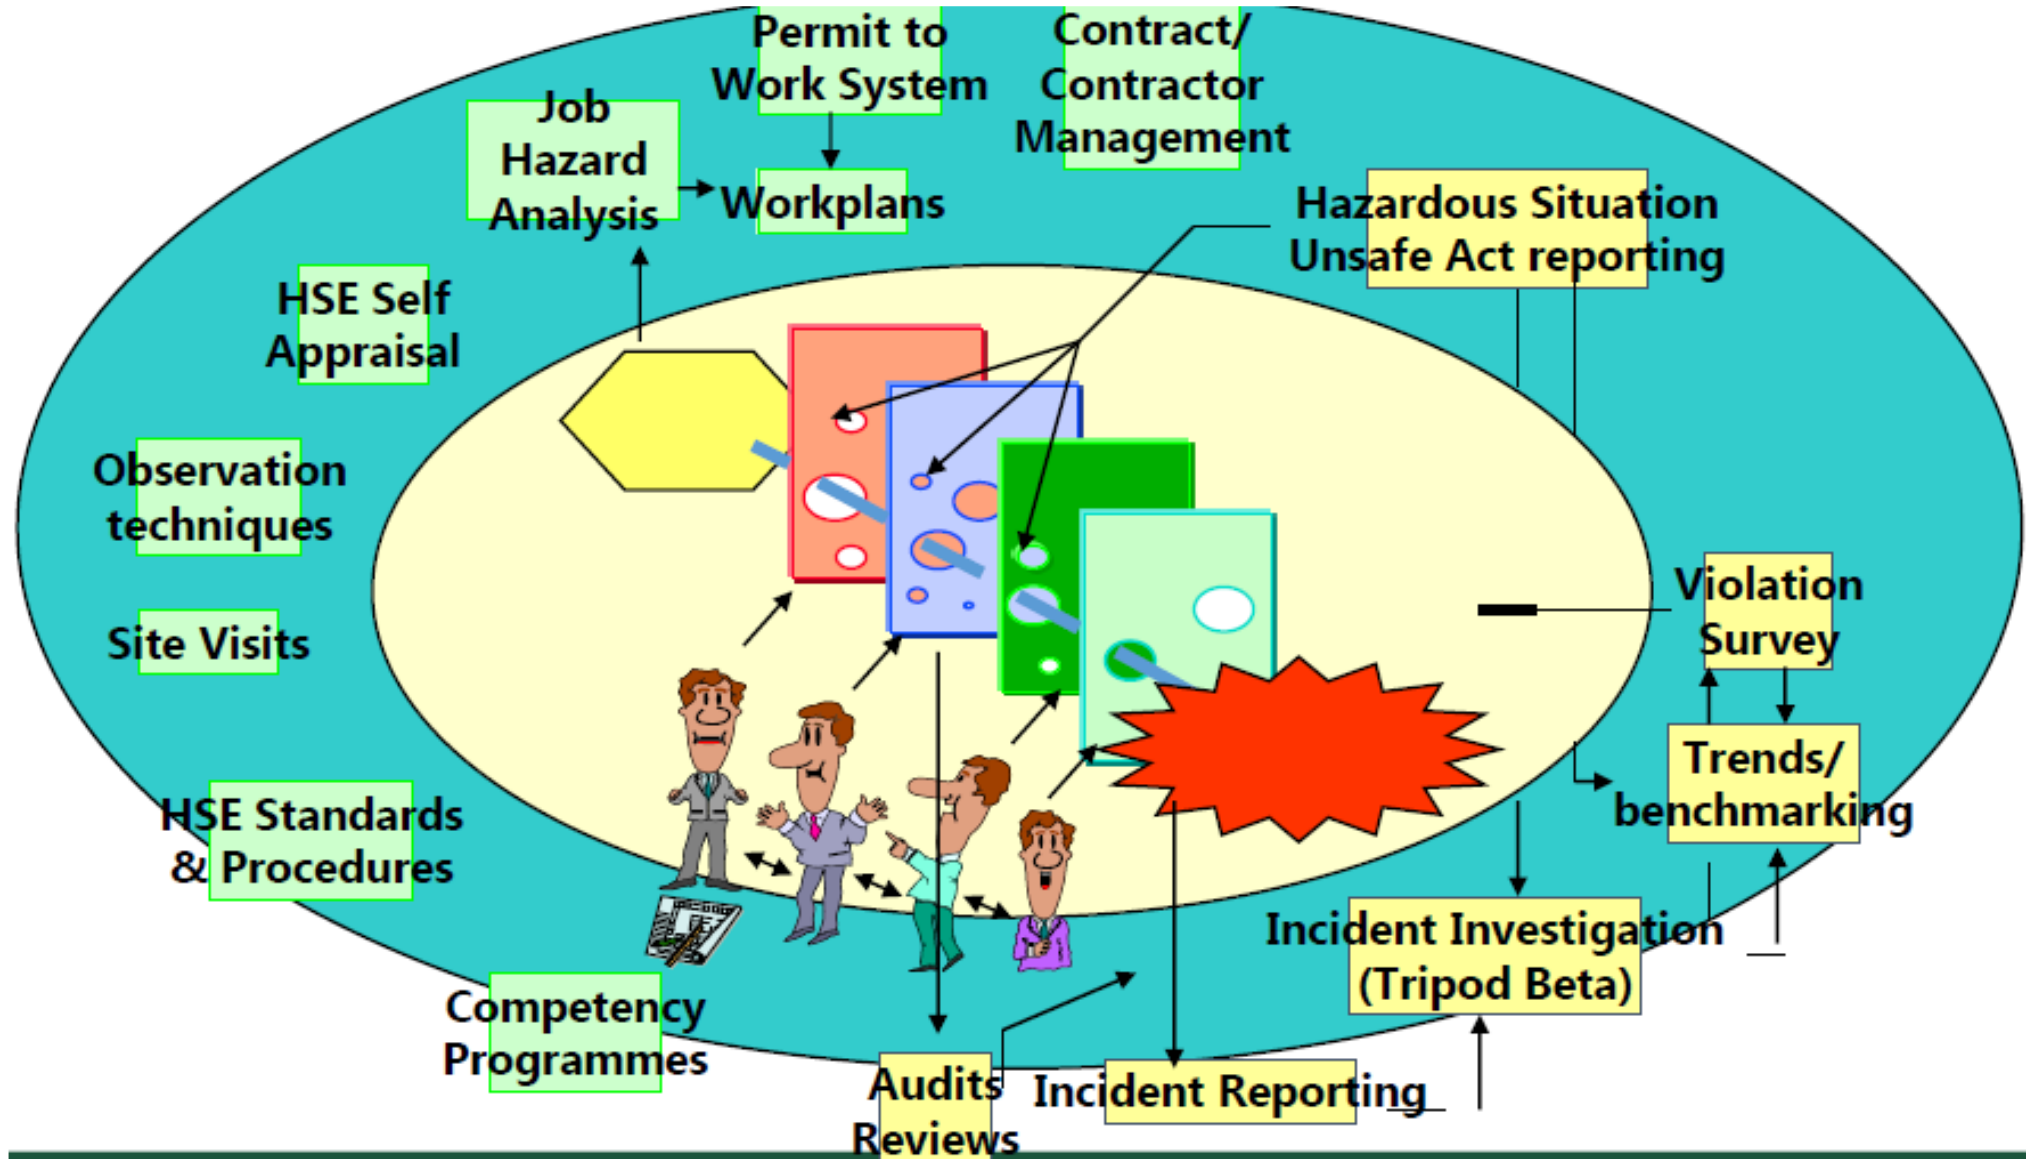 Permit to
Work System
Contract/
Contractor
Management
Job
Hazard
Analysis
Workplans
Hazardous Situation
Unsafe Act reporting
HSE Self
Appraisal
Observation
techniques
Site Visits
Violation
Survey
Trends/
benchmarking
HSE Standards
& Procedures
Incident Investigation
(Tripod Beta)
Competency
Programmes
Audits
Reviews
Incident Reporting